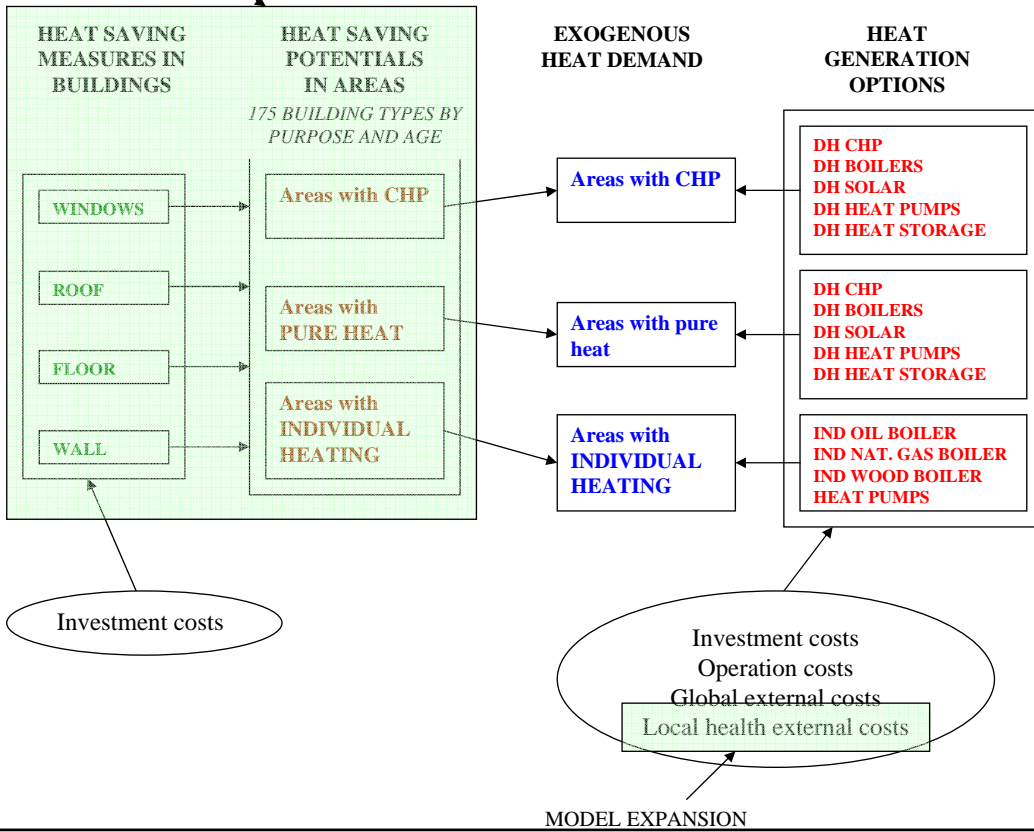 HEAT SAVING
MEASURES IN
BUILDINGS
HEAT SAVING
POTENTIALS
IN AREAS
175 BUILDING TYPES BY
PURPOSE AND AGE
EXOGENOUS
HEAT DEMAND
HEAT
GENERATION
OPTIONS
WINDOWS
ROOF
FLOOR
WALL
Areas with CHP
Areas with
PURE HEAT
Areas with
INDIVIDUAL
HEATING
Areas with CHP
Areas with pure
heat
Areas with
INDIVIDUAL
HEATING
DH CHP
DH BOILERS
DH SOLAR
DH HEAT PUMPS
DH HEAT STORAGE
DH CHP
DH BOILERS
DH SOLAR
DH HEAT PUMPS
DH HEAT STORAGE
IND OIL BOILER
IND NAT. GAS BOILER
IND WOOD BOILER
HEAT PUMPS
Investment costs
Investment costs
Operation costs
Global external costs
Local health external costs
MODEL EXPANSION